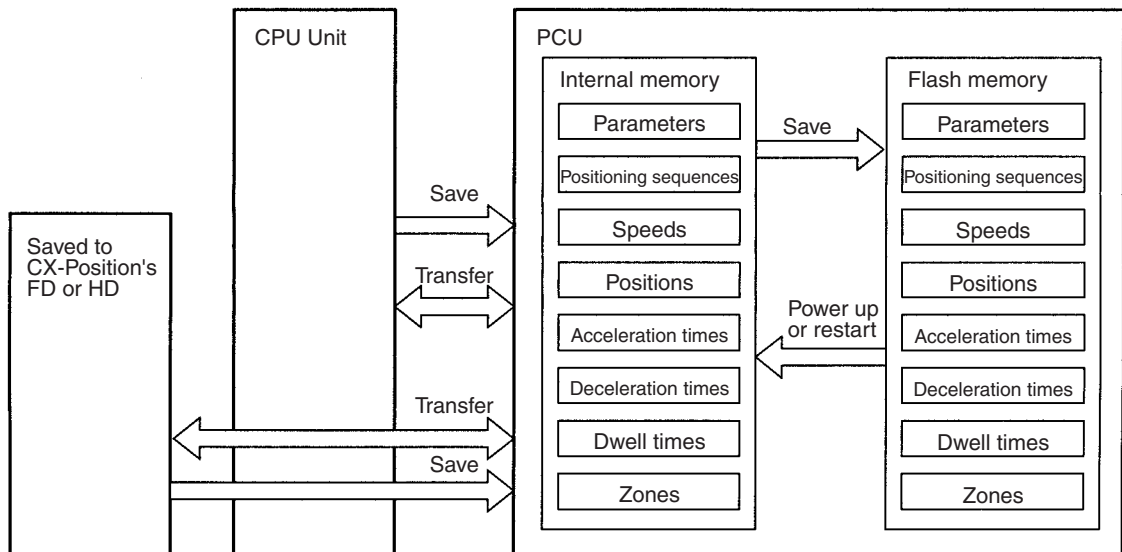 CPU Unit
PCU
Internal memory
Flash memory
Parameters
Positioning sequences
Speeds
Positions
Acceleration times
Deceleration times
Dwell times
Zones
Save
Power up
or restart
Parameters
Positioning sequences
Speeds
Positions
Acceleration times
Deceleration times
Dwell times
Zones
Save
Transfer
Transfer
Save
Saved to
CX-Position's
FD or HD